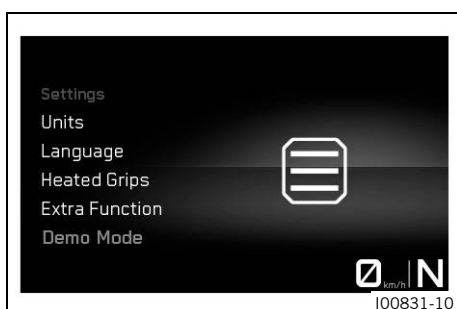 Settings
Units
Language
Heated Grips
Extra Function
Demo Mode
0 km/h N
I00831-10